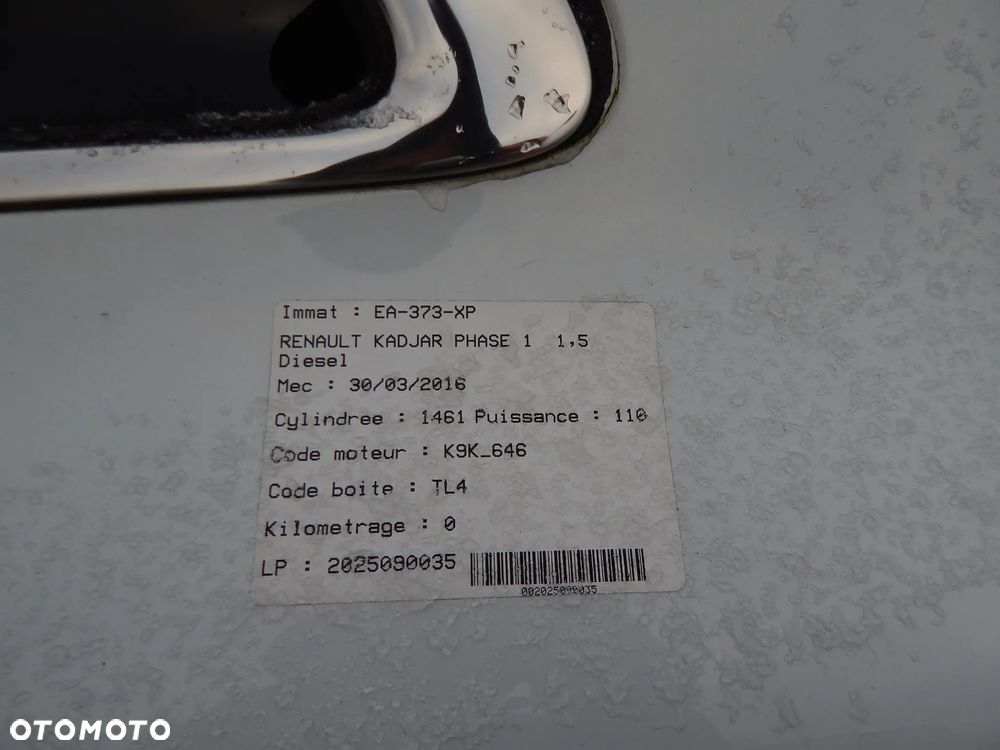 Immat : EA-373-XP
RENAULT KADJAR PHASE 1 1,5
Diesel
Mec : 30/03/2016
Cylindree : 1461 Puissance : 110
Code moteur : K9K_646
Code boite : TL4
Kilometrage : 0
LP : 2025090035
002025090035
OTOMOTO